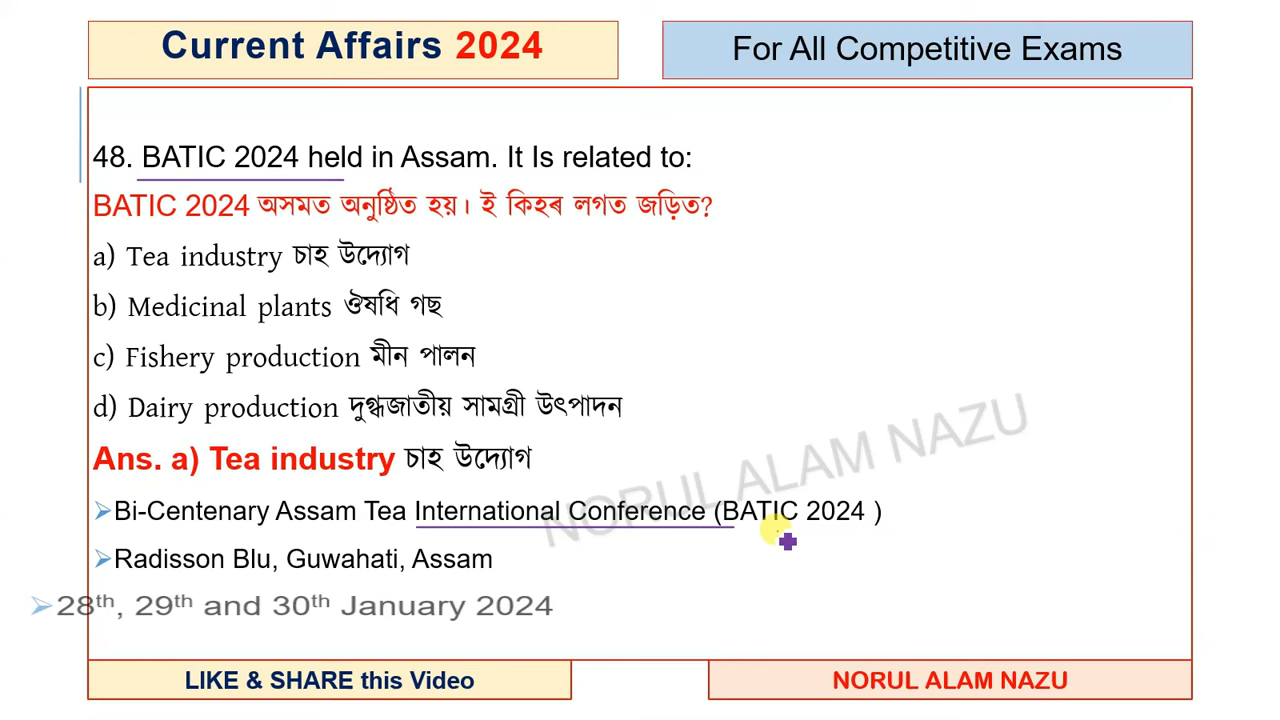 Current Affairs 2024
For All Competitive Exams
48. BATIC 2024 held in Assam. It Is related to:
BATIC 2024 অসমত অনুষ্ঠিত হয়। ই কিহৰ লগত জড়িত?
a) Tea industry চাহ উদ্যোগ
b) Medicinal plants ঔষধি গছ
c) Fishery production মীন পালন
d) Dairy production দুগ্ধজাতীয় সামগ্ৰী উৎপাদন
Ans. a) Tea industry চাহ উদ্যোগ
➢Bi-Centenary Assam Tea International Conference (BATIC 2024 )
NORUL ALAM NAZU
➢Radisson Blu, Guwahati, Assam
➢28th, 29th and 30th January 2024
LIKE & SHARE this Video
NORUL ALAM NAZU